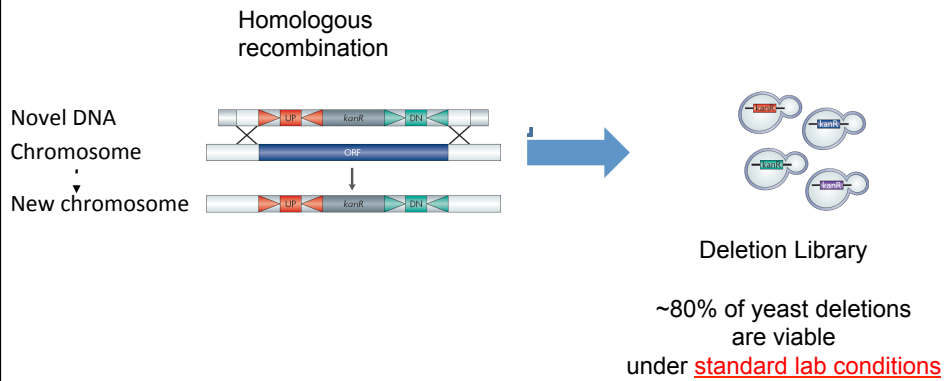 Homologous
recombination
Novel DNA
UP kanR DN
Chromosome
ORF
New chromosome
UP kanR DN
kanR
kanR
kanR
kanR
Deletion Library
~80% of yeast deletions
are viable
under standard lab conditions